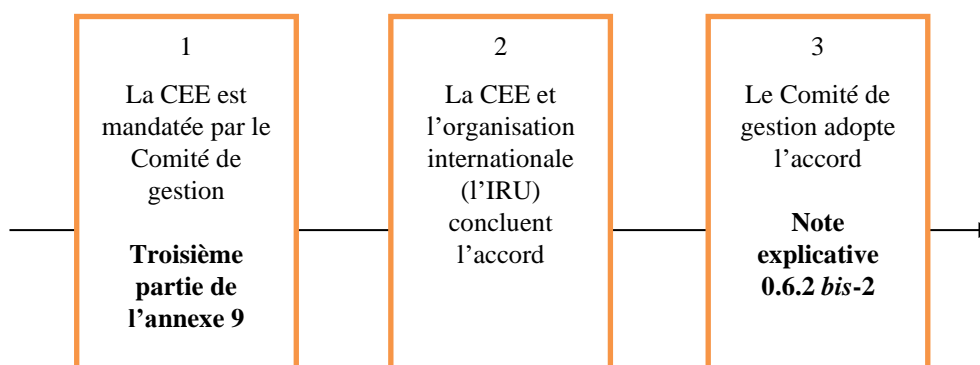 1
La CEE est
mandatée par le
Comité de
gestion
Troisième
partie de
l'annexe 9
2
La CEE et
l'organisation
internationale
(l'IRU)
concluent
l'accord
3
Le Comité de
gestion adopte
l'accord
Note
explicative
0.6.2 bis-2